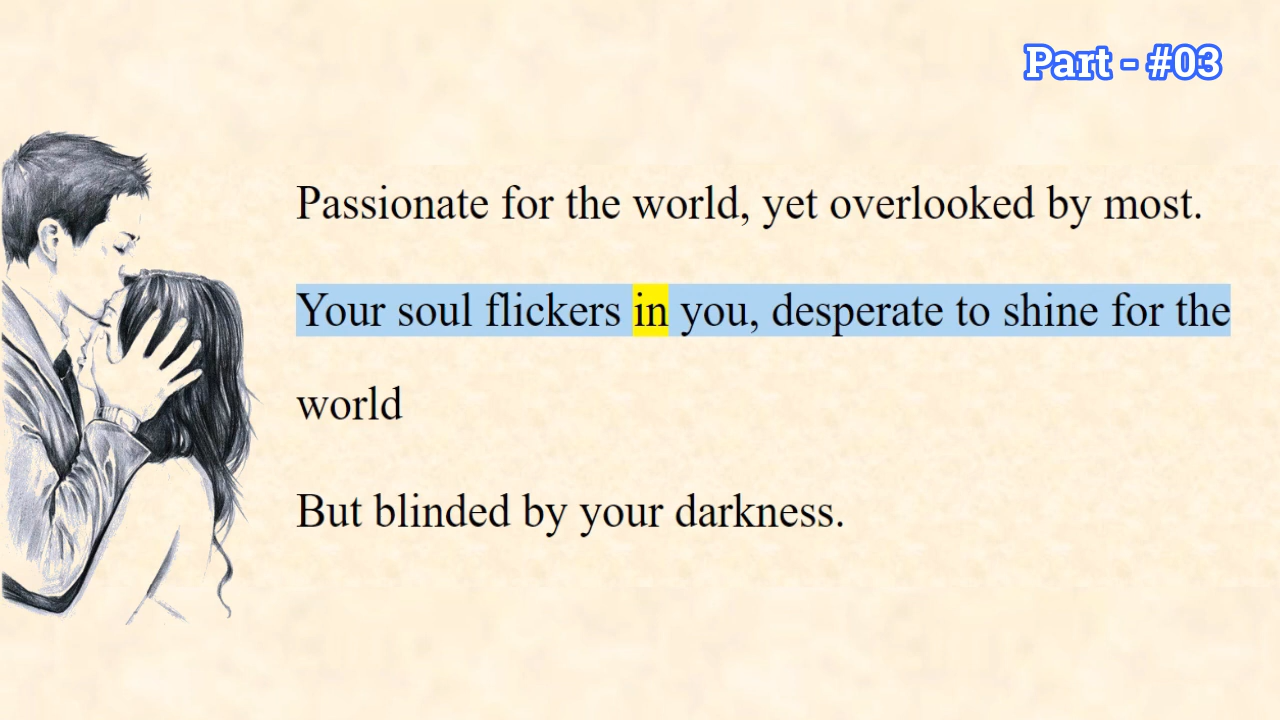 Part - #03
Passionate for the world, yet overlooked by most.
Your soul flickers in you, desperate to shine for the
world
But blinded by your darkness.